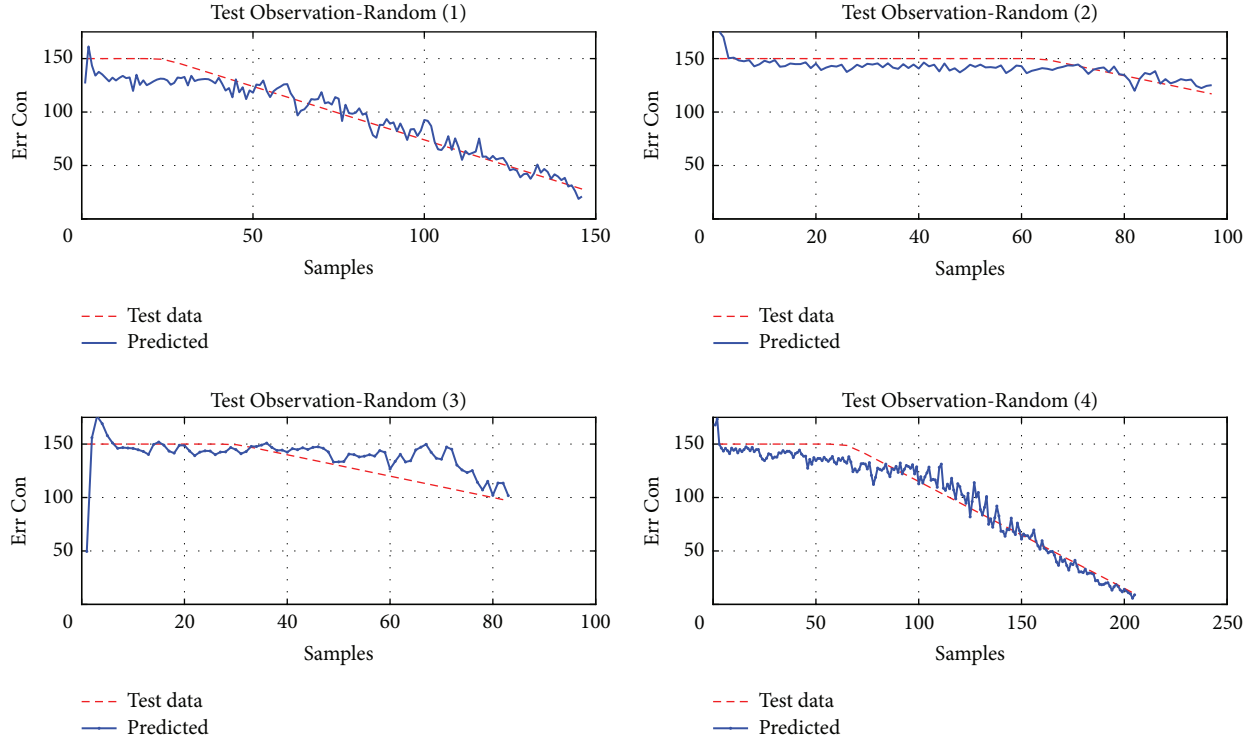 Test Observation-Random (1)
Err Con
150
100
50
0
50
100
150
Samples
Test data
Predicted
Test Observation-Random (2)
Err Con
150
100
50
0
20
40
60
80
100
Samples
Test data
Predicted
Test Observation-Random (3)
Err Con
150
100
50
0
20
40
60
80
100
Samples
Test data
Predicted
Test Observation-Random (4)
Err Con
150
100
50
0
50
100
150
200
250
Samples
Test data
Predicted